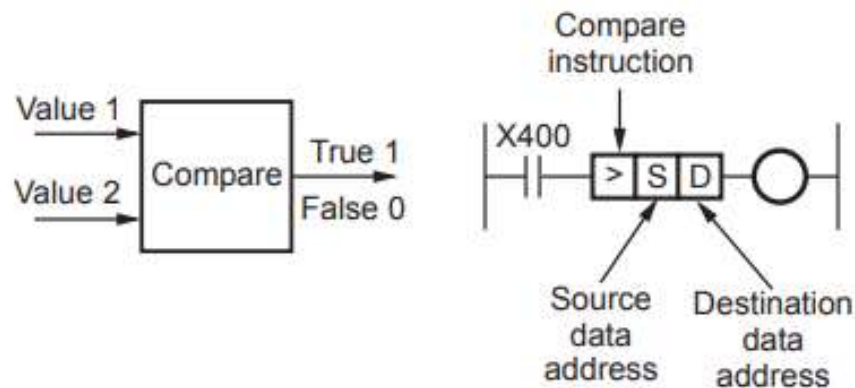 Value 1
Value 2
Compare
True 1
False 0
Compare
instruction
X400
> S D
Source
data
address
Destination
data
address